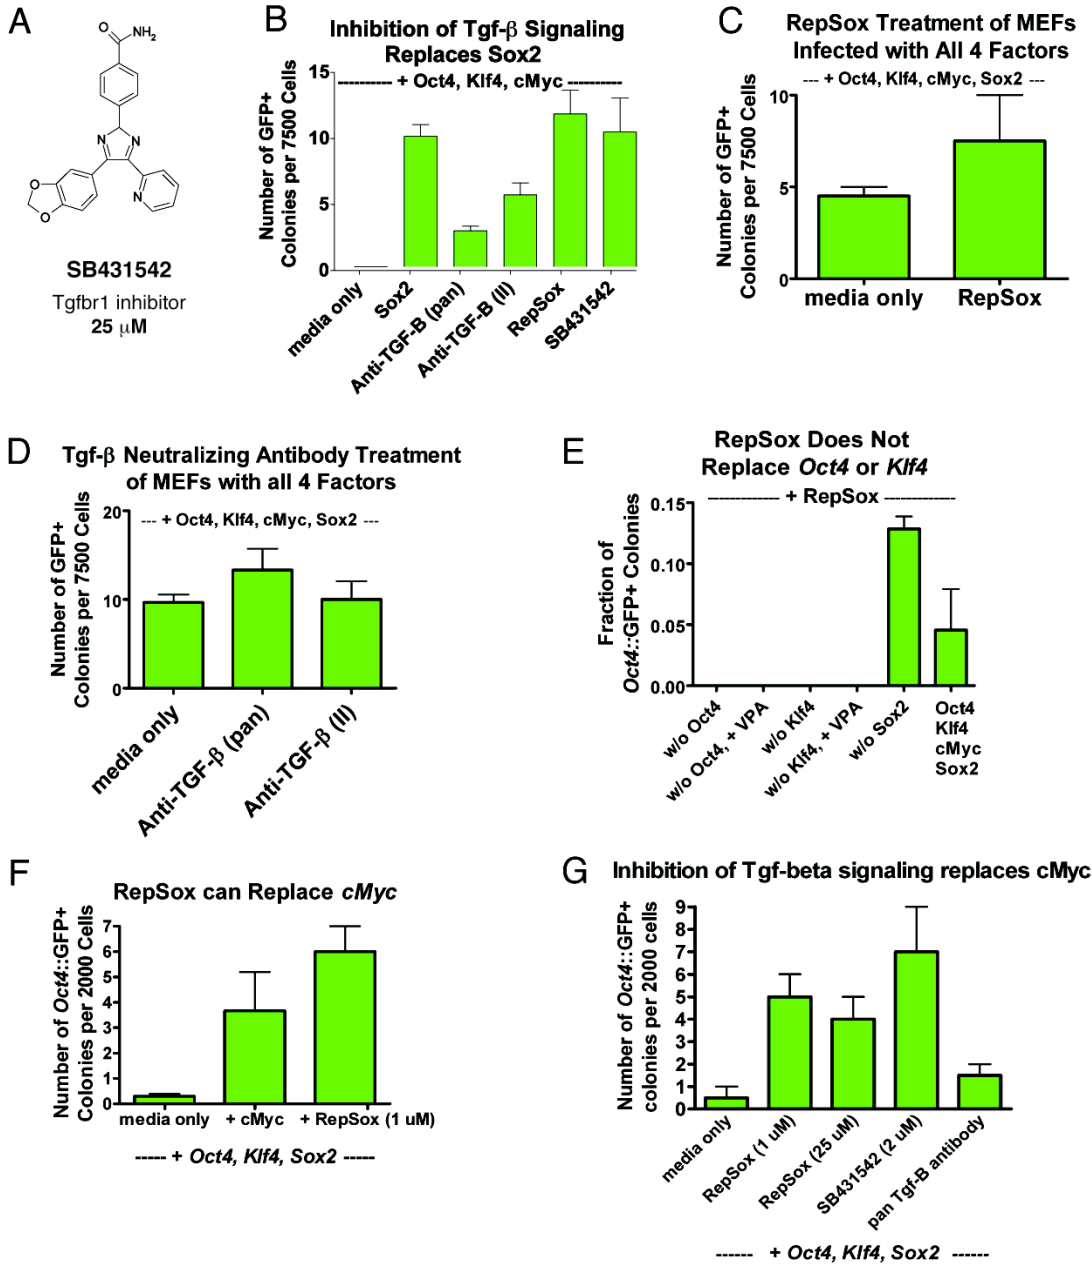 A
O
NH₂
N
N
N
O
O
SB431542
Tgfbr1 inhibitor
25 µM
B
Inhibition of Tgf-β Signaling
Replaces Sox2
---------- + Oct4, Klf4, cMyc ----------
Number of GFP+
Colonies per 7500 Cells
15
10
5
0
media only
Sox2
Anti-TGF-B (pan)
Anti-TGF-B (II)
RepSox
SB431542
C
RepSox Treatment of MEFs
Infected with All 4 Factors
--- + Oct4, Klf4, cMyc, Sox2 ---
Number of GFP+
Colonies per 7500 Cells
10
5
0
media only
RepSox
D
Tgf-β Neutralizing Antibody Treatment
of MEFs with all 4 Factors
--- + Oct4, Klf4, cMyc, Sox2 ---
Number of GFP+
Colonies per 7500 Cells
20
10
0
media only
Anti-TGF-β (pan)
Anti-TGF-β (II)
E
RepSox Does Not
Replace Oct4 or Klf4
------------- + RepSox -------------
Fraction of
Oct4::GFP+ Colonies
0.15
0.10
0.05
0.00
w/o Oct4
w/o Oct4, + VPA
w/o Klf4
w/o Klf4, + VPA
w/o Sox2
Oct4
Klf4
cMyc
Sox2
F
RepSox can Replace cMyc
Number of Oct4::GFP+
Colonies per 2000 Cells
7
6
5
4
3
2
1
0
media only
+ cMyc
+ RepSox (1 uM)
----- + Oct4, Klf4, Sox2 -----
G
Inhibition of Tgf-beta signaling replaces cMyc
Number of Oct4::GFP+
colonies per 2000 cells
9
8
7
6
5
4
3
2
1
0
media only
RepSox (1 uM)
RepSox (25 uM)
SB431542 (2 uM)
pan Tgf-B antibody
------ + Oct4, Klf4, Sox2 ------